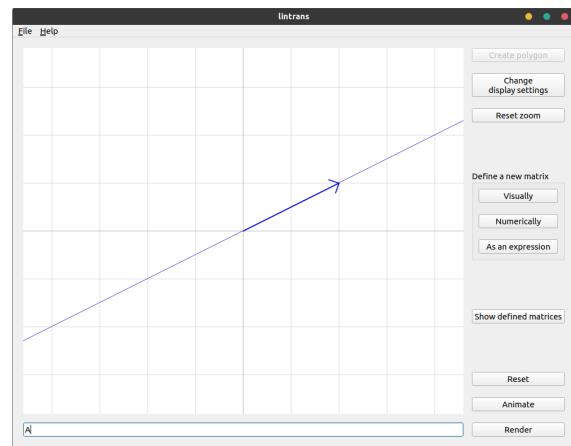 lintrans
File Help
Create polygon
Change
display settings
Reset zoom
Define a new matrix
Visually
Numerically
As an expression
Show defined matrices
Reset
Animate
A
Render